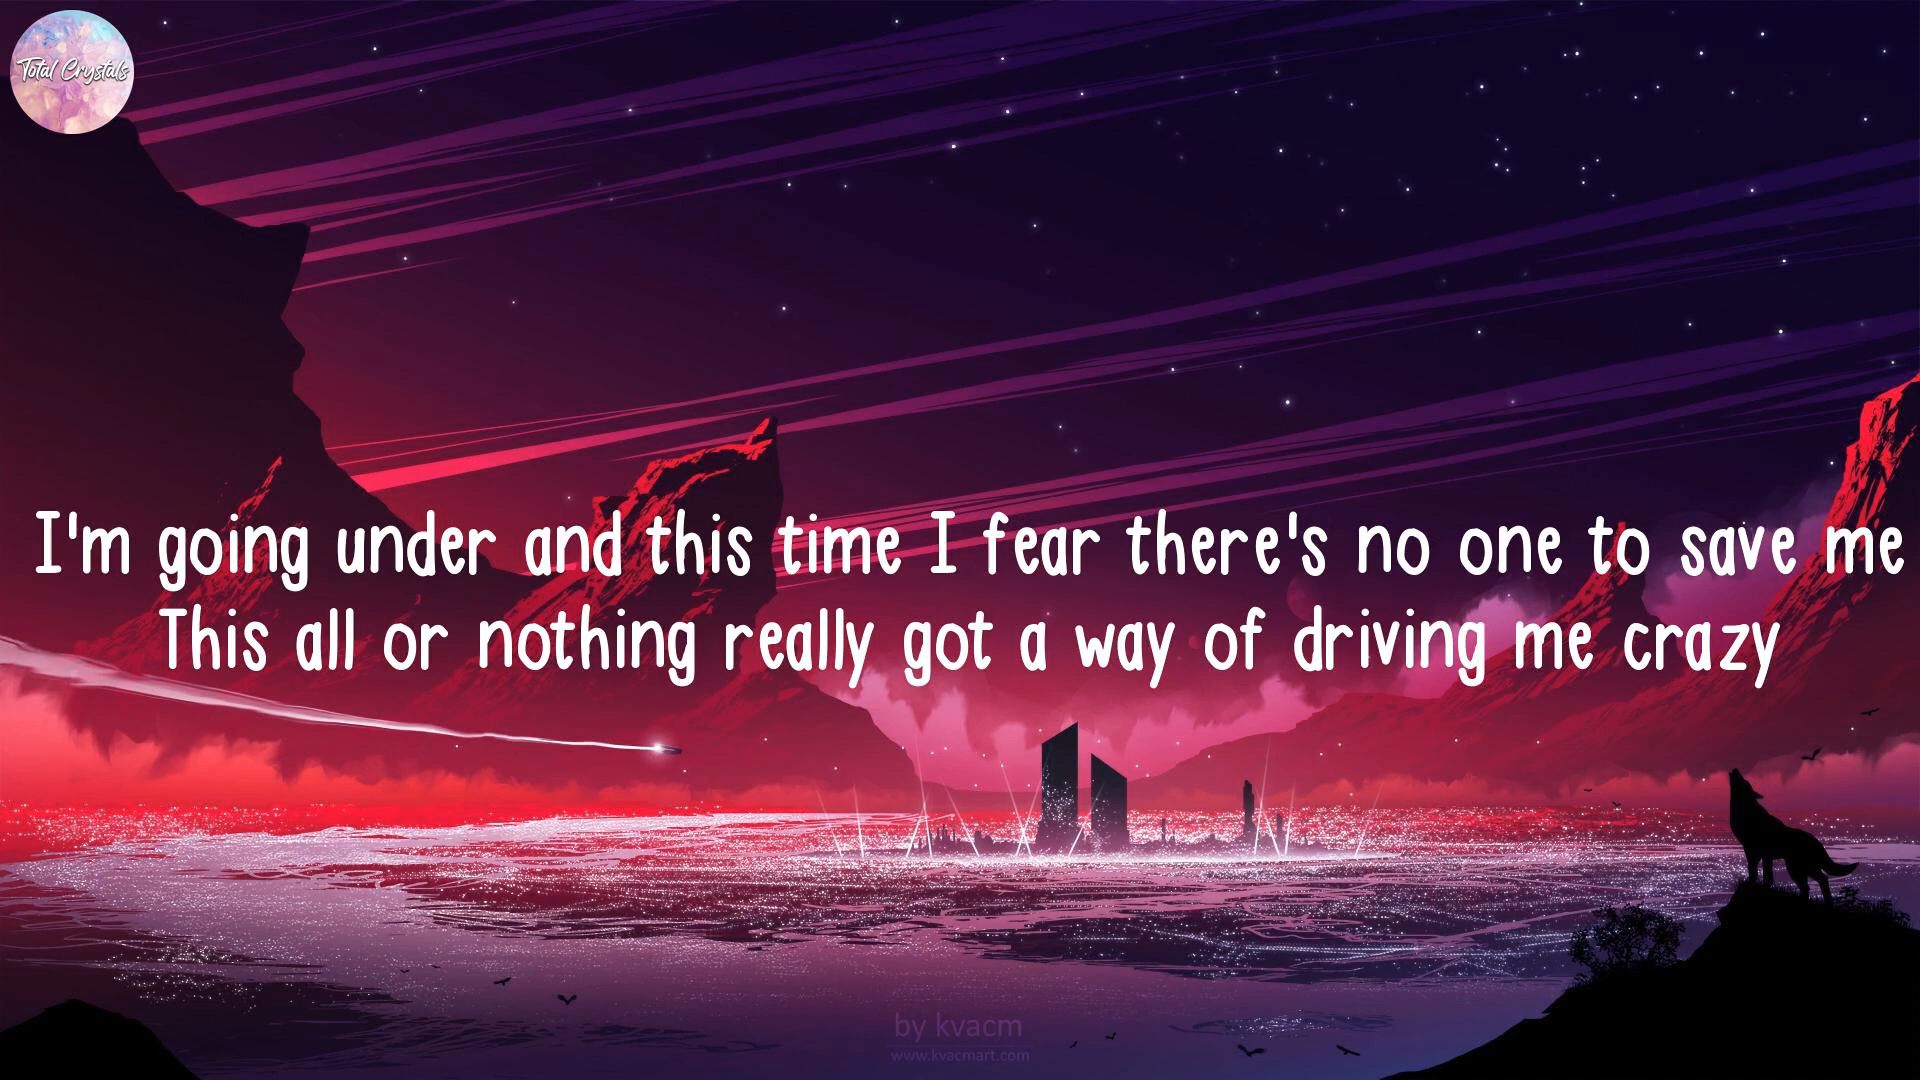 Total Crystals
I'm going under and this time I fear there's no one to save me
This all or nothing really got a way of driving me crazy
by kvacm
www.kvacmart.com